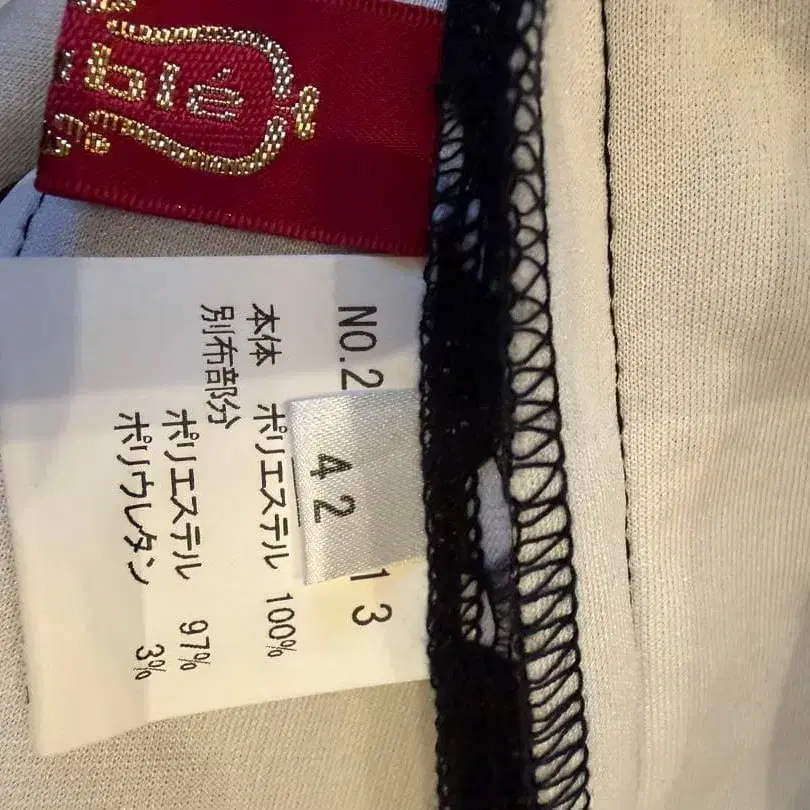 NO.2
13
42
本体 ポリエステル 100%
別布部分
ポリエステル 97%
ポリウレタン 3%